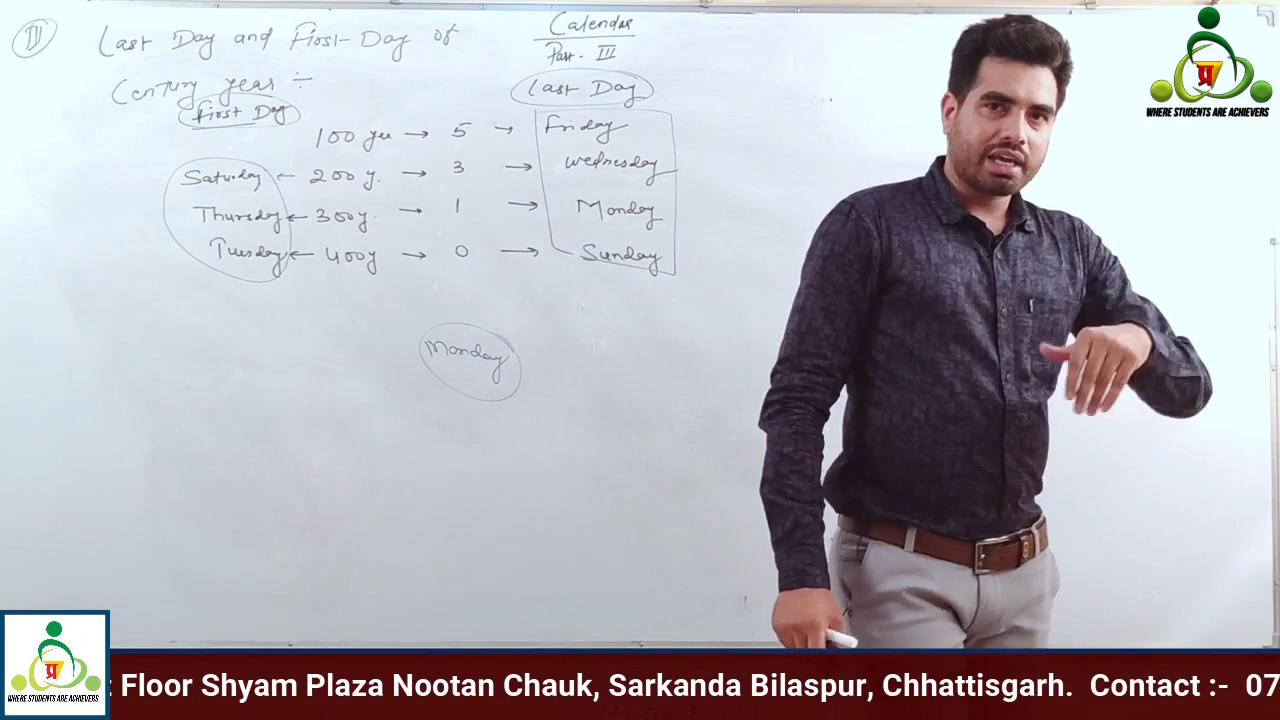 IV Last Day and First Day of
Century year :-
Calendar
Part. III
First Day
Last Day
100 yee → 5 → Friday
Saturday ← 200 y. → 3 → Wednesday
Thursday ← 300 y. → 1 → Monday
Tuesday ← 400 y → 0 → Sunday
Monday
प्र
WHERE STUDENTS ARE ACHIEVERS
प्र
WHERE STUDENTS ARE ACHIEVERS
Floor Shyam Plaza Nootan Chauk, Sarkanda Bilaspur, Chhattisgarh. Contact :- 07